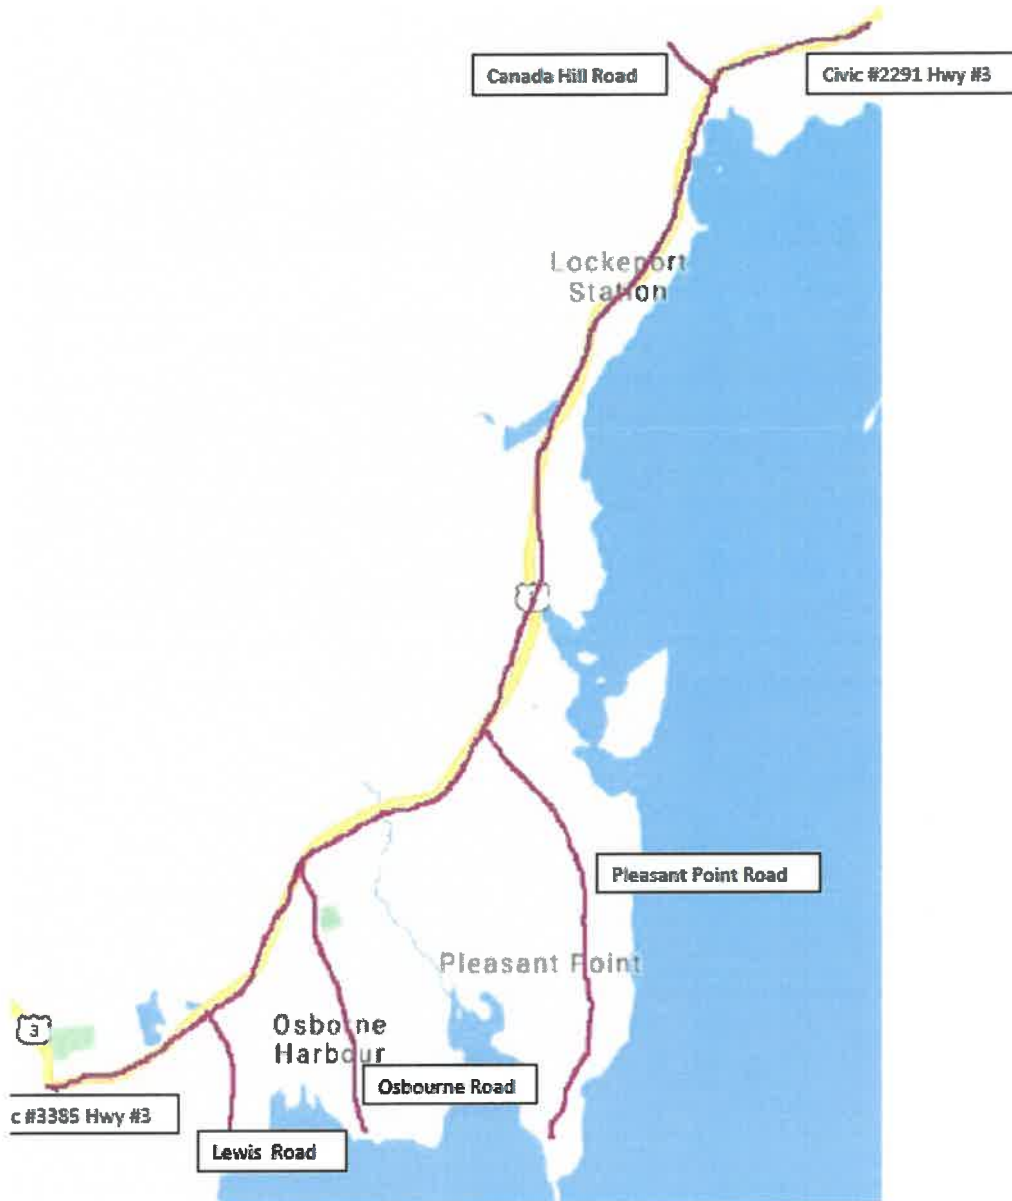 Canada Hill Road
Civic #2291 Hwy #3
Lockeport
Station
Pleasant Point Road
Pleasant Point
3
Osborne
Harbour
Osbourne Road
c #3385 Hwy #3
Lewis Road